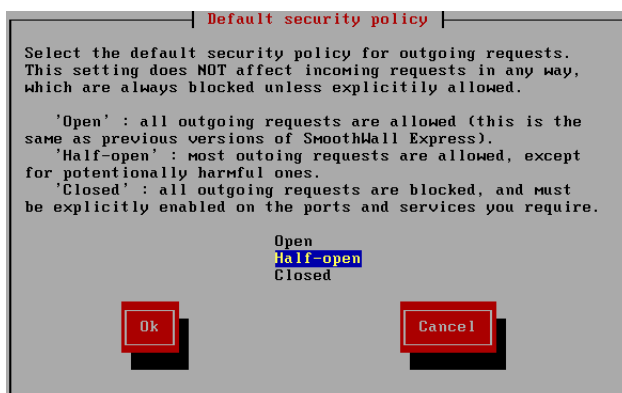 Default security policy
Select the default security policy for outgoing requests.
This setting does NOT affect incoming requests in any way,
which are always blocked unless explicitily allowed.
'Open' : all outgoing requests are allowed (this is the
same as previous versions of SmoothWall Express).
'Half-open' : most outoing requests are allowed, except
for potentially harmful ones.
'Closed' : all outgoing requests are blocked, and must
be explicitly enabled on the ports and services you require.
Open
Half-open
Closed
Ok
Cancel